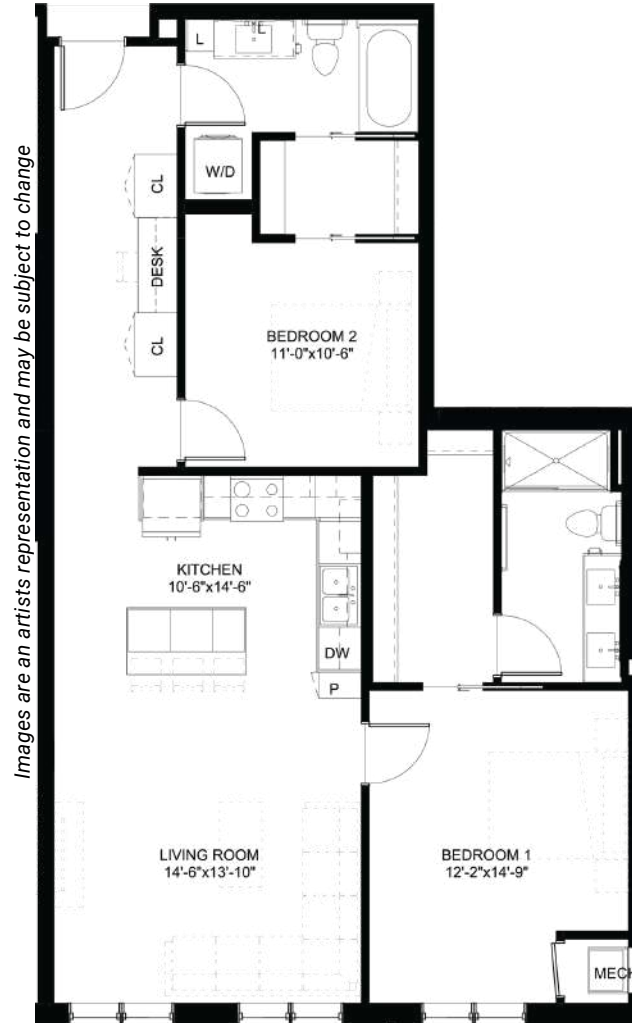 L
L
W/D
CL
DESK
CL
BEDROOM 2
11'-0"x10'-6"
KITCHEN
10'-6"x14'-6"
DW
P
LIVING ROOM
14'-6"x13'-10"
BEDROOM 1
12'-2"x14'-9"
MECH
Images are an artists representation and may be subject to change